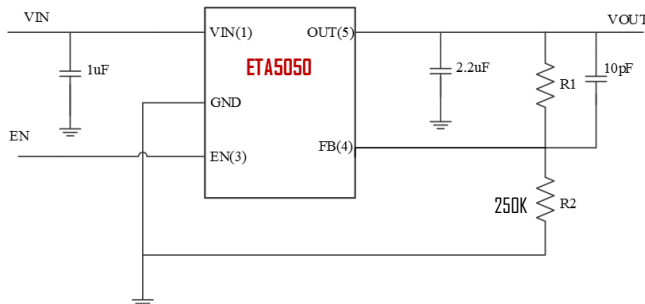 VIN
VOUT
VIN(1)
OUT(5)
ETA5050
1uF
2.2uF
R1
10pF
GND
EN
EN(3)
FB(4)
250K
R2